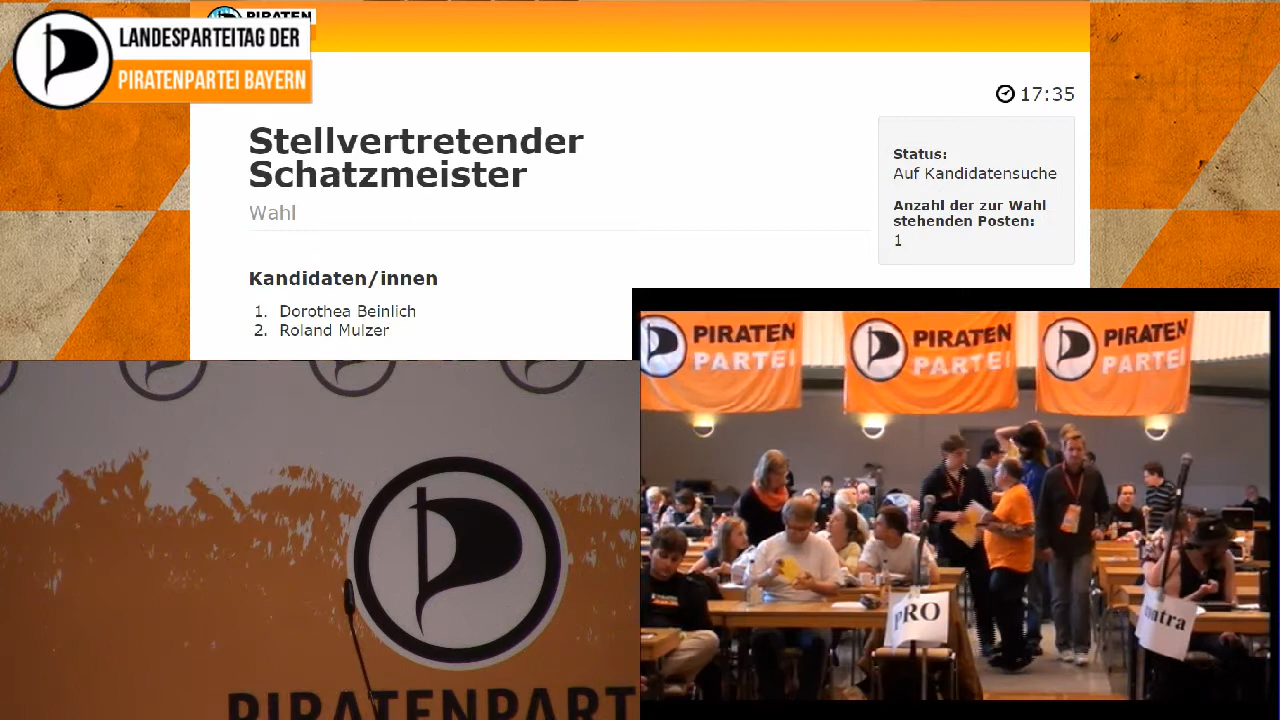 PIRATEN
LANDESPARTEITAG DER
PIRATENPARTEI BAYERN
17:35
Stellvertretender
Schatzmeister
Wahl
Status:
Auf Kandidatensuche
Anzahl der zur Wahl
stehenden Posten:
1
Kandidaten/innen
1. Dorothea Beinlich
2. Roland Mulzer
PIRATEN
PARTEI
PIRATEN
PARTEI
PIRATEN
PARTEI
PRO
ntra
PIRATENPART